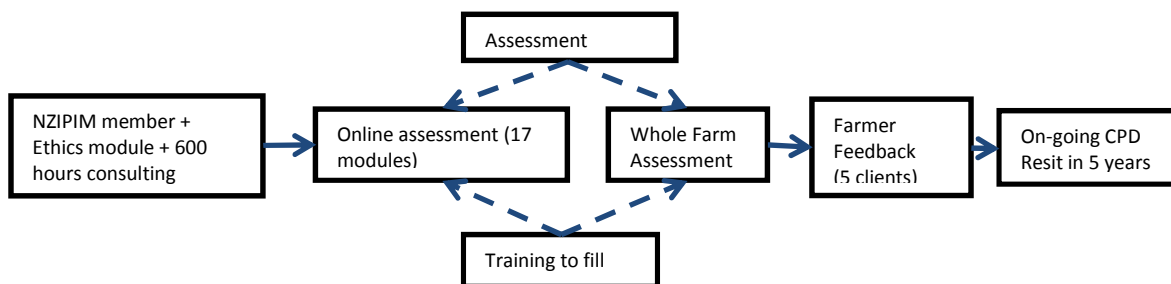 Assessment
NZIPIM member +
Ethics module + 600
hours consulting
Online assessment (17
modules)
Whole Farm
Assessment
Farmer
Feedback
(5 clients)
On-going CPD
Resit in 5 years
Training to fill